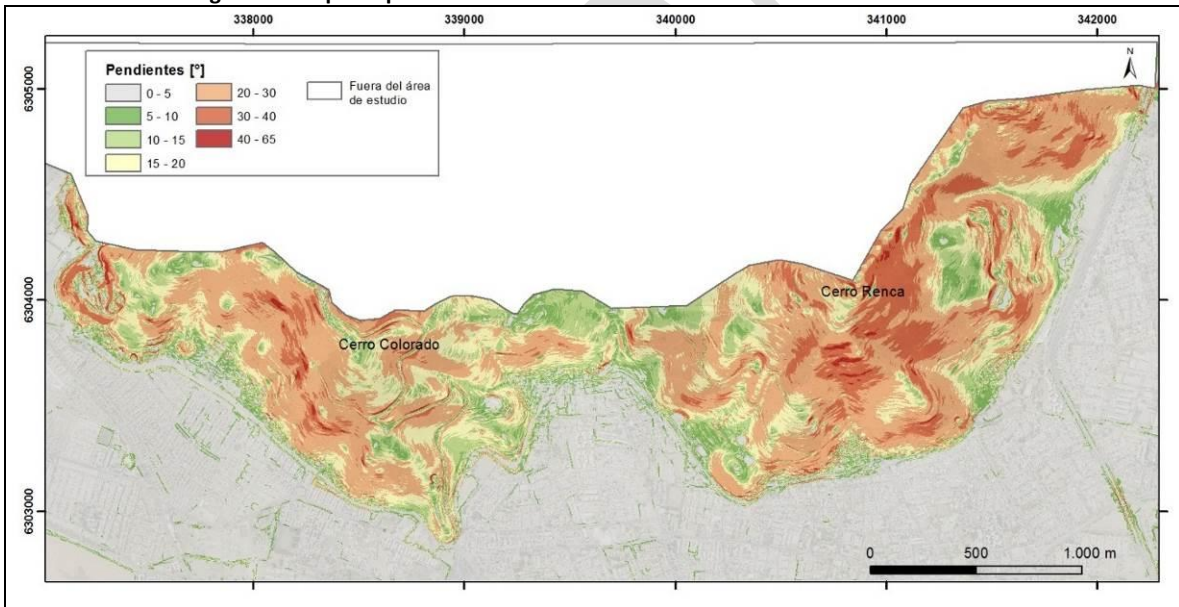 338000 339000 340000 341000 342000
Pendientes [°]
0 - 5
5 - 10
10 - 15
15 - 20
20 - 30
30 - 40
40 - 65
Fuera del área
de estudio
N
6305000
6304000
6303000
Cerro Renca
Cerro Colorado
0 500 1.000 m